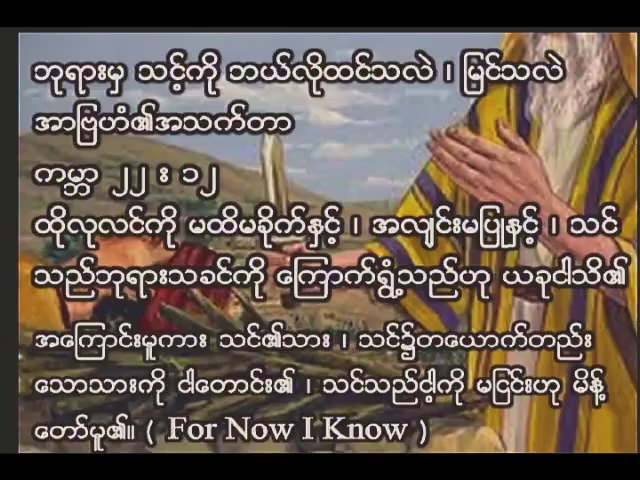 ဘုရားမှ သင့်ကို ဘယ်လိုထင်သလဲ ၊ မြင်သလဲ
အာဗြဟံ၏အသက်တာ
ကမ္ဘာ ၂၂ : ၁၂
ထိုလုလင်ကို မထိမခိုက်နှင့် ၊ အလျင်းမပြုနှင့် ၊ သင်
သည်ဘုရားသခင်ကို ကြောက်ရွံ့သည်ဟု ယခုငါသိ၏
အကြောင်းမူကား သင်၏သား ၊ သင်၌တယောက်တည်း
သောသားကို ငါတောင်း၏ ၊ သင်သည်ငါ့ကို မငြင်းဟု မိန့်
တော်မူ၏။ ( For Now I Know )